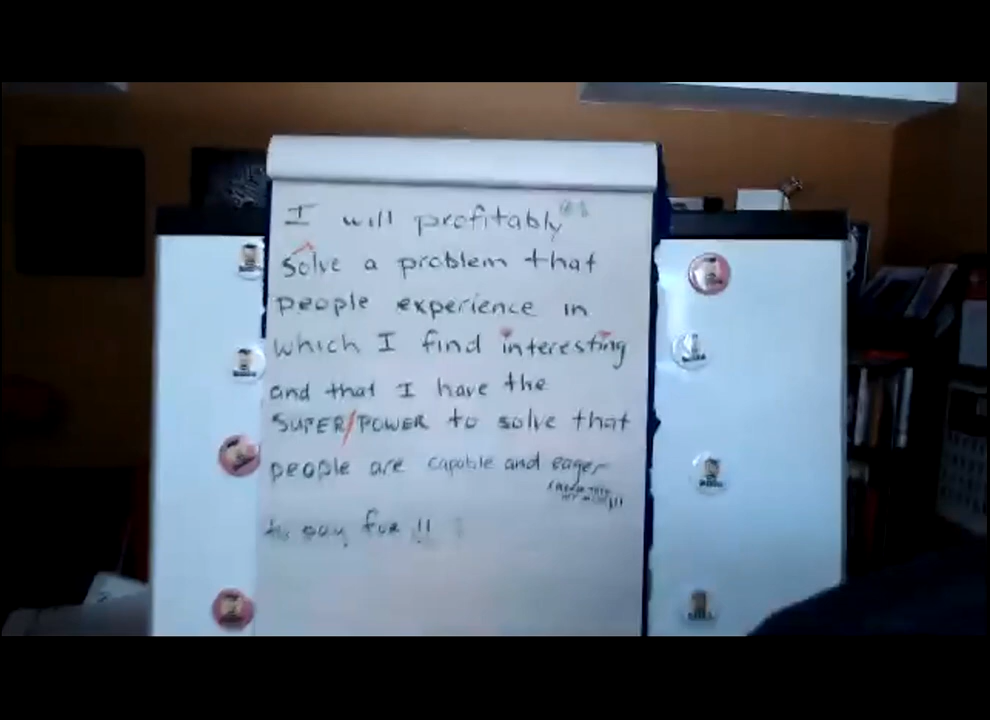 I will profitably
solve a problem that
people experience in
which I find interesting
and that I have the
SUPER/POWER to solve that
people are capable and eager
to pay for !!